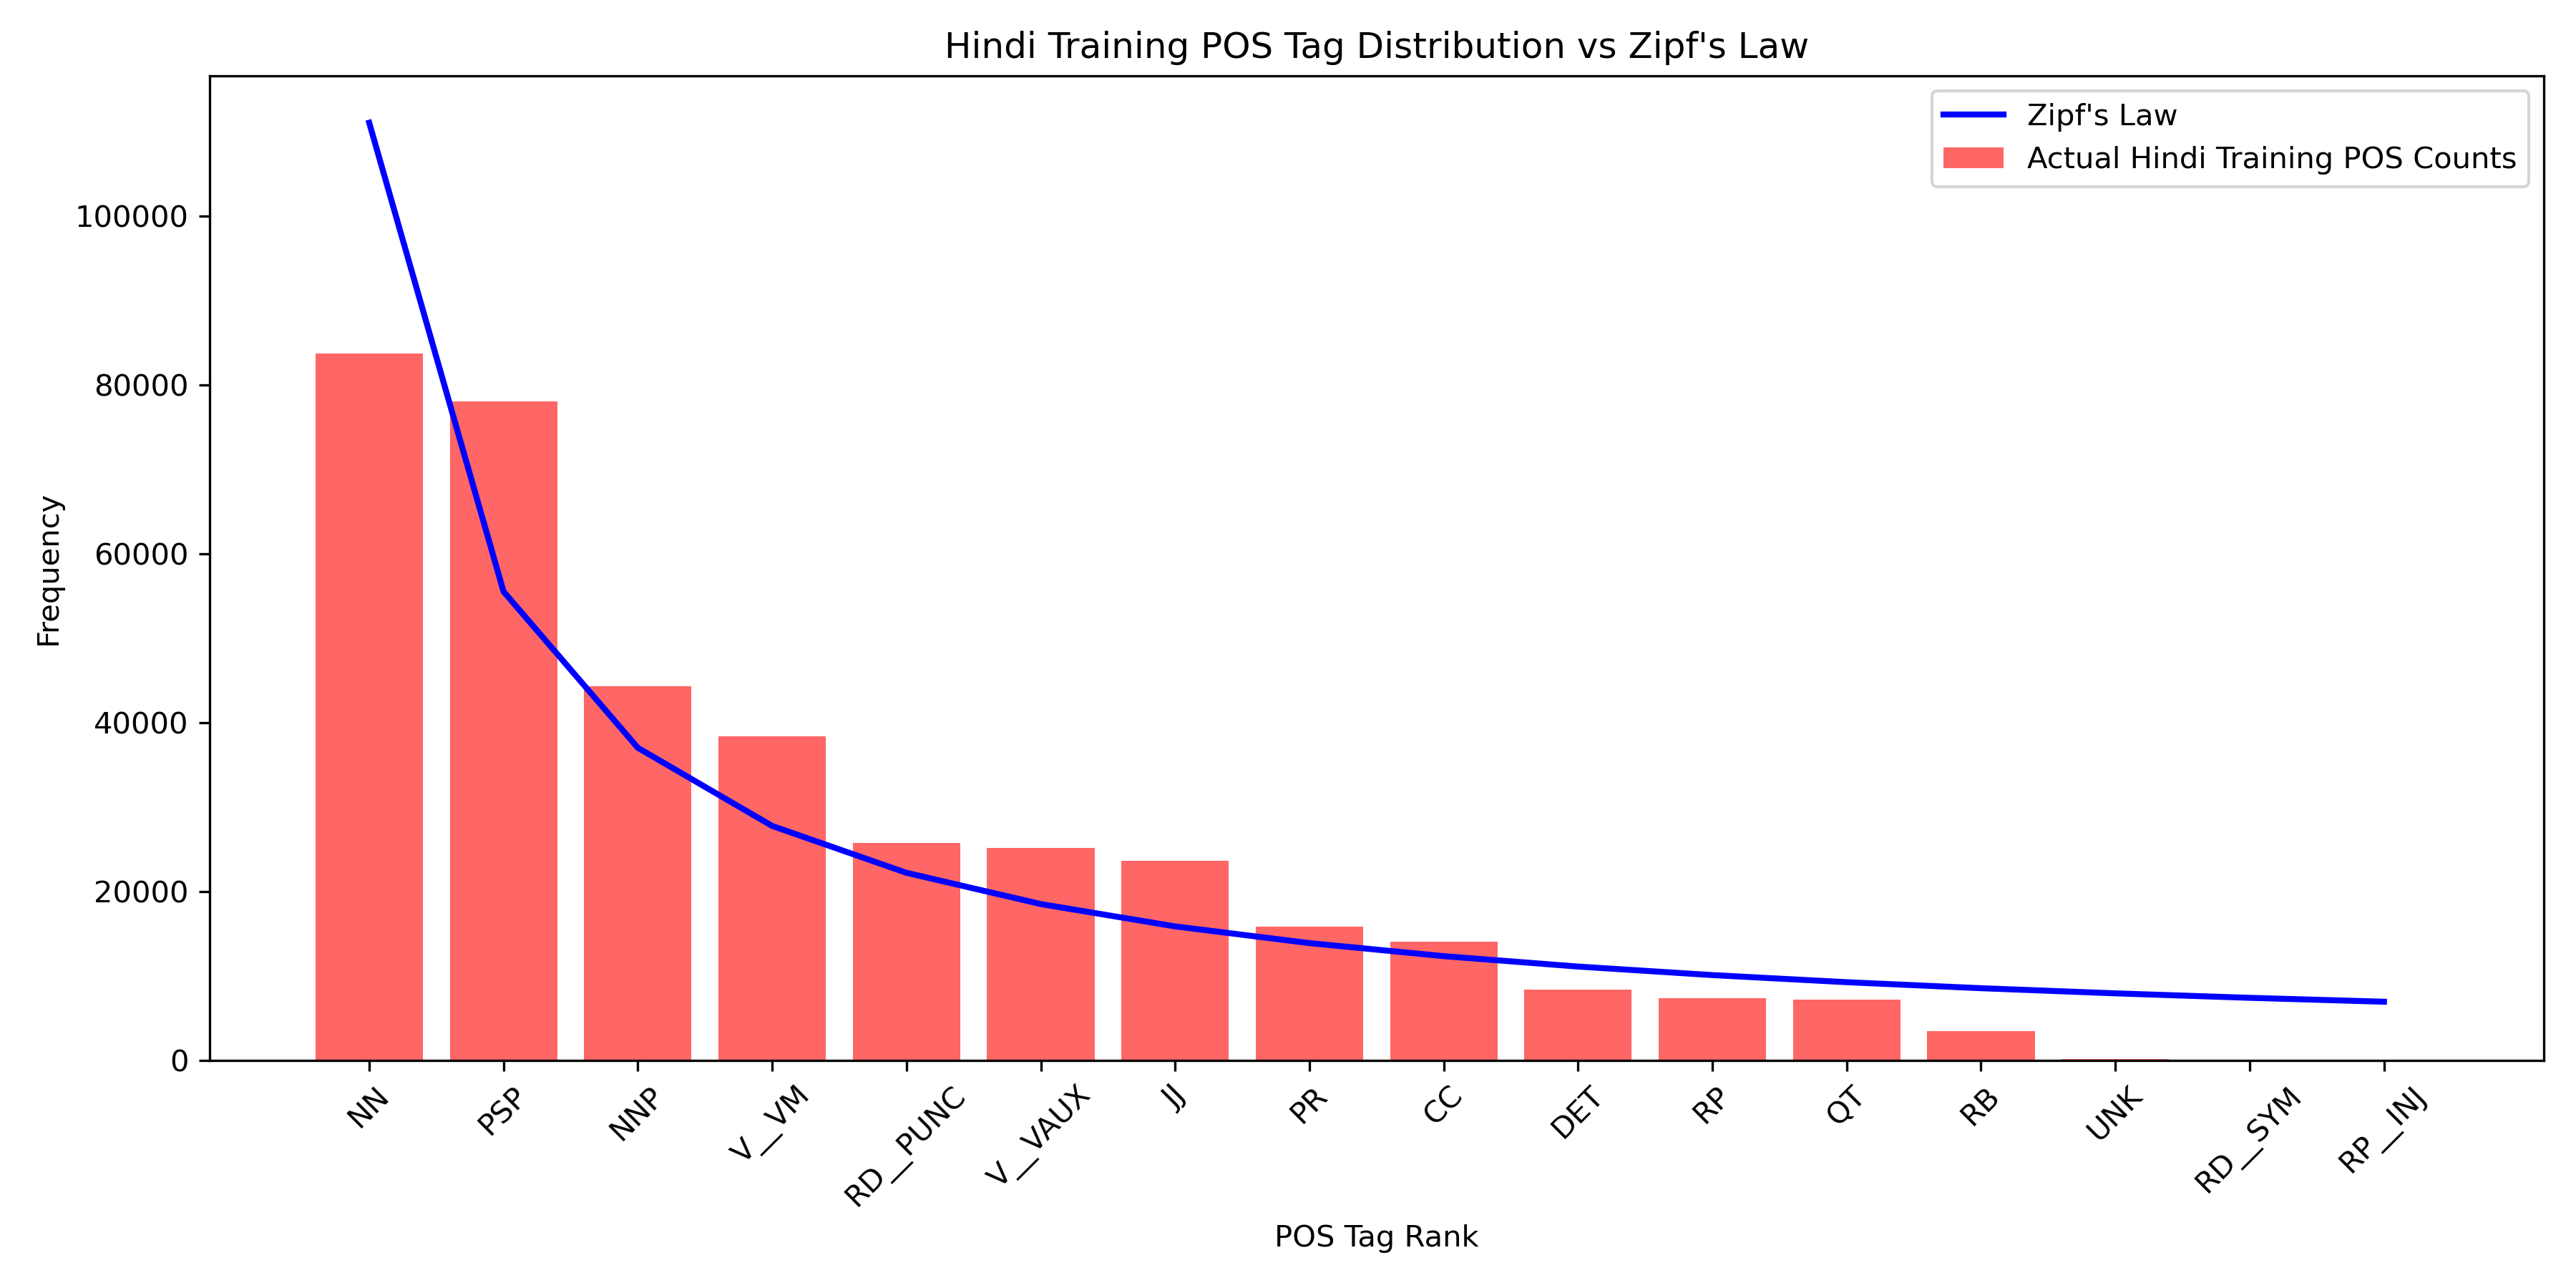 Hindi Training POS Tag Distribution vs Zipf's Law
Zipf's Law
Actual Hindi Training POS Counts
Frequency
100000
80000
60000
40000
20000
0
NN
PSP
NNP
V__VM
RD__PUNC
V__VAUX
JJ
PR
CC
DET
RP
QT
RB
UNK
RD__SYM
RP_INJ
POS Tag Rank